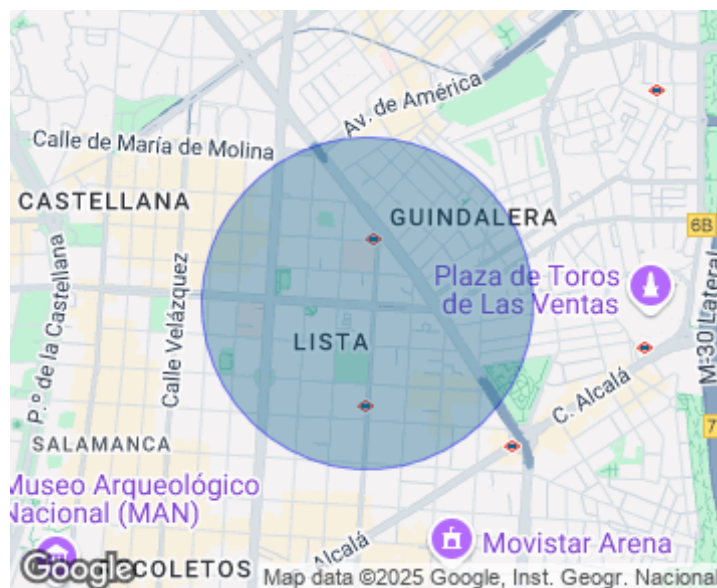 Av. de América
Calle de María de Molina
CASTELLANA
GUINDALERA
6B
Plaza de Toros
de Las Ventas
P.º de la Castellana
Calle Velázquez
M-30 Lateral
LISTA
C. Alcalá
7
SALAMANCA
Museo Arqueológico
Nacional (MAN)
Alcalá
Movistar Arena
Google
COLETOS
Map data ©2025 Google, Inst. Geogr. Nacional